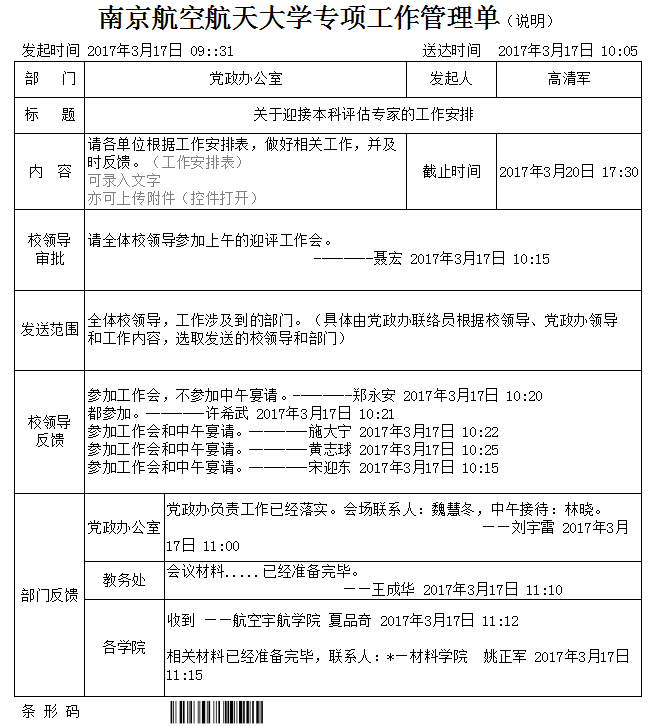 南京航空航天大学专项工作管理单（说明）
发起时间 2017年3月17日 09::31 送达时间 2017年3月17日 10:05
部 门 党政办公室 发起人 高清军
标 题 关于迎接本科评估专家的工作安排
内 容 请各单位根据工作安排表，做好相关工作，并及
时反馈。（工作安排表）
可录入文字
亦可上传附件（控件打开）
截止时间 2017年3月20日 17:30
校领导
审批
请全体校领导参加上午的迎评工作会。
-————聂宏 2017年3月17日 10:15
发送范围
全体校领导，工作涉及到的部门。（具体由党政办联络员根据校领导、党政办领导
和工作内容，选取发送的校领导和部门）
校领导
反馈
参加工作会，不参加中午宴请。-————郑永安 2017年3月17日 10:20
都参加。————许希武 2017年3月17日 10:21
参加工作会和中午宴请。————施大宁 2017年3月17日 10:22
参加工作会和中午宴请。————黄志球 2017年3月17日 10:25
参加工作会和中午宴请。————宋迎东 2017年3月17日 10:15
部门反馈
党政办公室
党政办负责工作已经落实。会场联系人：魏慧冬，中午接待：林晓。
——刘宇雷 2017年3月
17日 11:00
教务处
会议材料.....已经准备完毕。
——王成华 2017年3月17日 11:10
各学院
收到 ——航空宇航学院 夏品奇 2017年3月17日 11:12
相关材料已经准备完毕，联系人：*—材料学院 姚正军 2017年3月17日
11:15
条 形 码